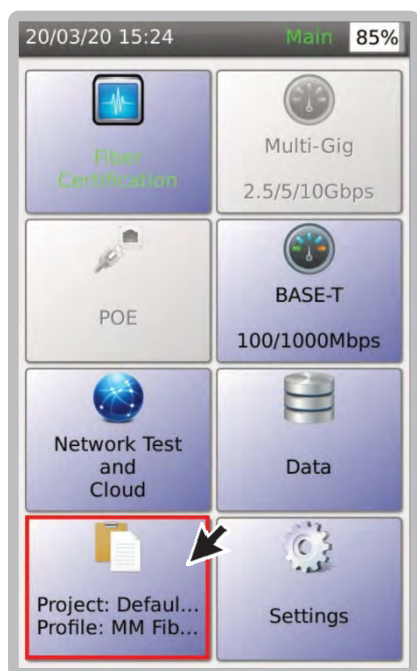 20/03/20 15:24 Main 85%
Fiber
Certification
Multi-Gig
2.5/5/10Gbps
POE
BASE-T
100/1000Mbps
Network Test
and
Cloud
Data
Project: Defaul...
Profile: MM Fib...
Settings